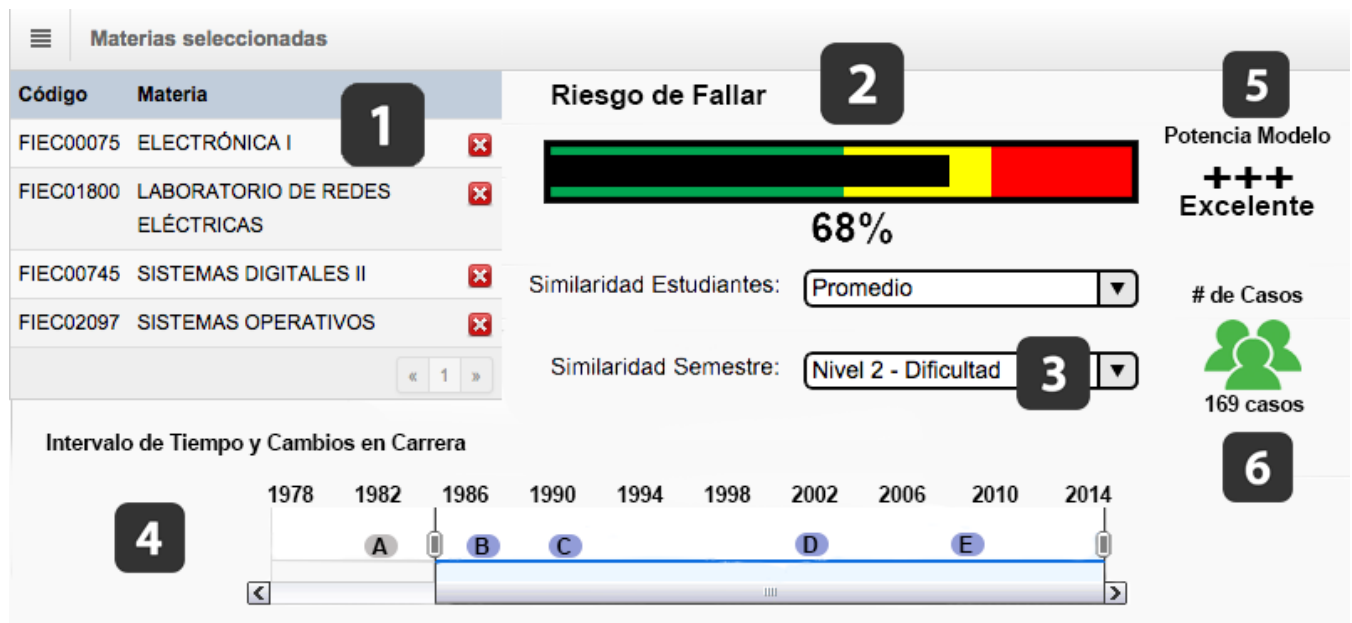 Materias seleccionadas
Código Materia
1
FIEC00075 ELECTRÓNICA I
FIEC01800 LABORATORIO DE REDES
ELÉCTRICAS
FIEC00745 SISTEMAS DIGITALES II
FIEC02097 SISTEMAS OPERATIVOS
« 1 »
2
Riesgo de Fallar
68%
Similaridad Estudiantes: Promedio
Similaridad Semestre: Nivel 2 - Dificultad
3
5
Potencia Modelo
+++
Excelente
# de Casos
169 casos
6
Intervalo de Tiempo y Cambios en Carrera
4
1978 1982 1986 1990 1994 1998 2002 2006 2010 2014
A B C D E